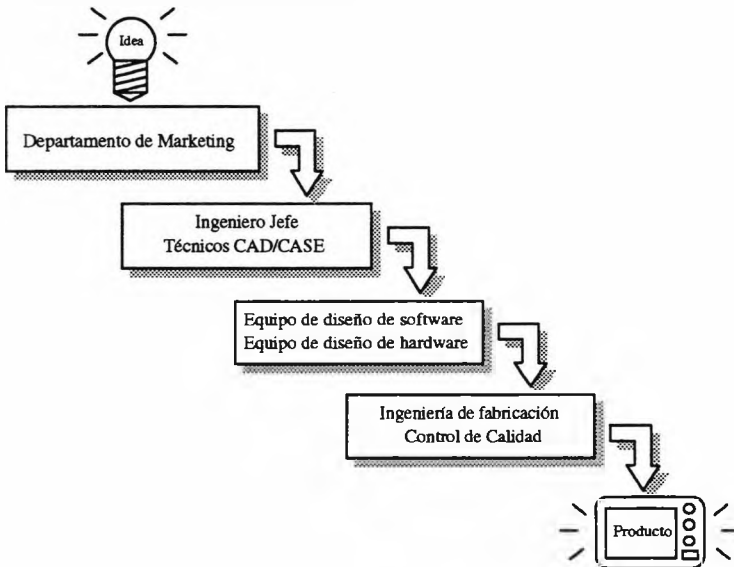 Idea
Departamento de Marketing
Ingeniero Jefe
Técnicos CAD/CASE
Equipo de diseño de software
Equipo de diseño de hardware
Ingeniería de fabricación
Control de Calidad
Producto